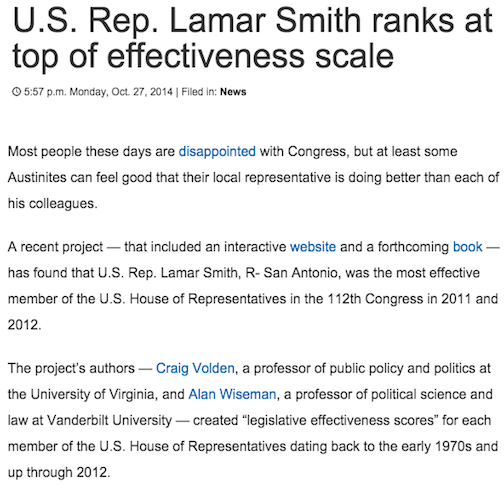 U.S. Rep. Lamar Smith ranks at
top of effectiveness scale
5:57 p.m. Monday, Oct. 27, 2014 | Filed in: News
Most people these days are disappointed with Congress, but at least some
Austinites can feel good that their local representative is doing better than each of
his colleagues.
A recent project — that included an interactive website and a forthcoming book —
has found that U.S. Rep. Lamar Smith, R- San Antonio, was the most effective
member of the U.S. House of Representatives in the 112th Congress in 2011 and
2012.
The project's authors — Craig Volden, a professor of public policy and politics at
the University of Virginia, and Alan Wiseman, a professor of political science and
law at Vanderbilt University — created “legislative effectiveness scores” for each
member of the U.S. House of Representatives dating back to the early 1970s and
up through 2012.